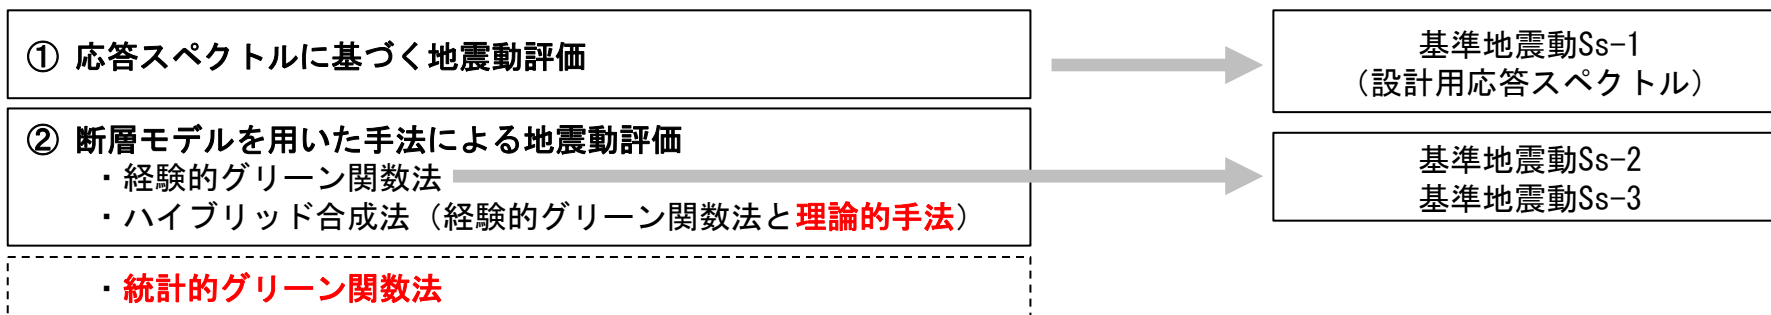 ① 応答スペクトルに基づく地震動評価
基準地震動Ss-1
（設計用応答スペクトル）
② 断層モデルを用いた手法による地震動評価
・経験的グリーン関数法
・ハイブリッド合成法（経験的グリーン関数法と理論的手法）
基準地震動Ss-2
基準地震動Ss-3
・統計的グリーン関数法